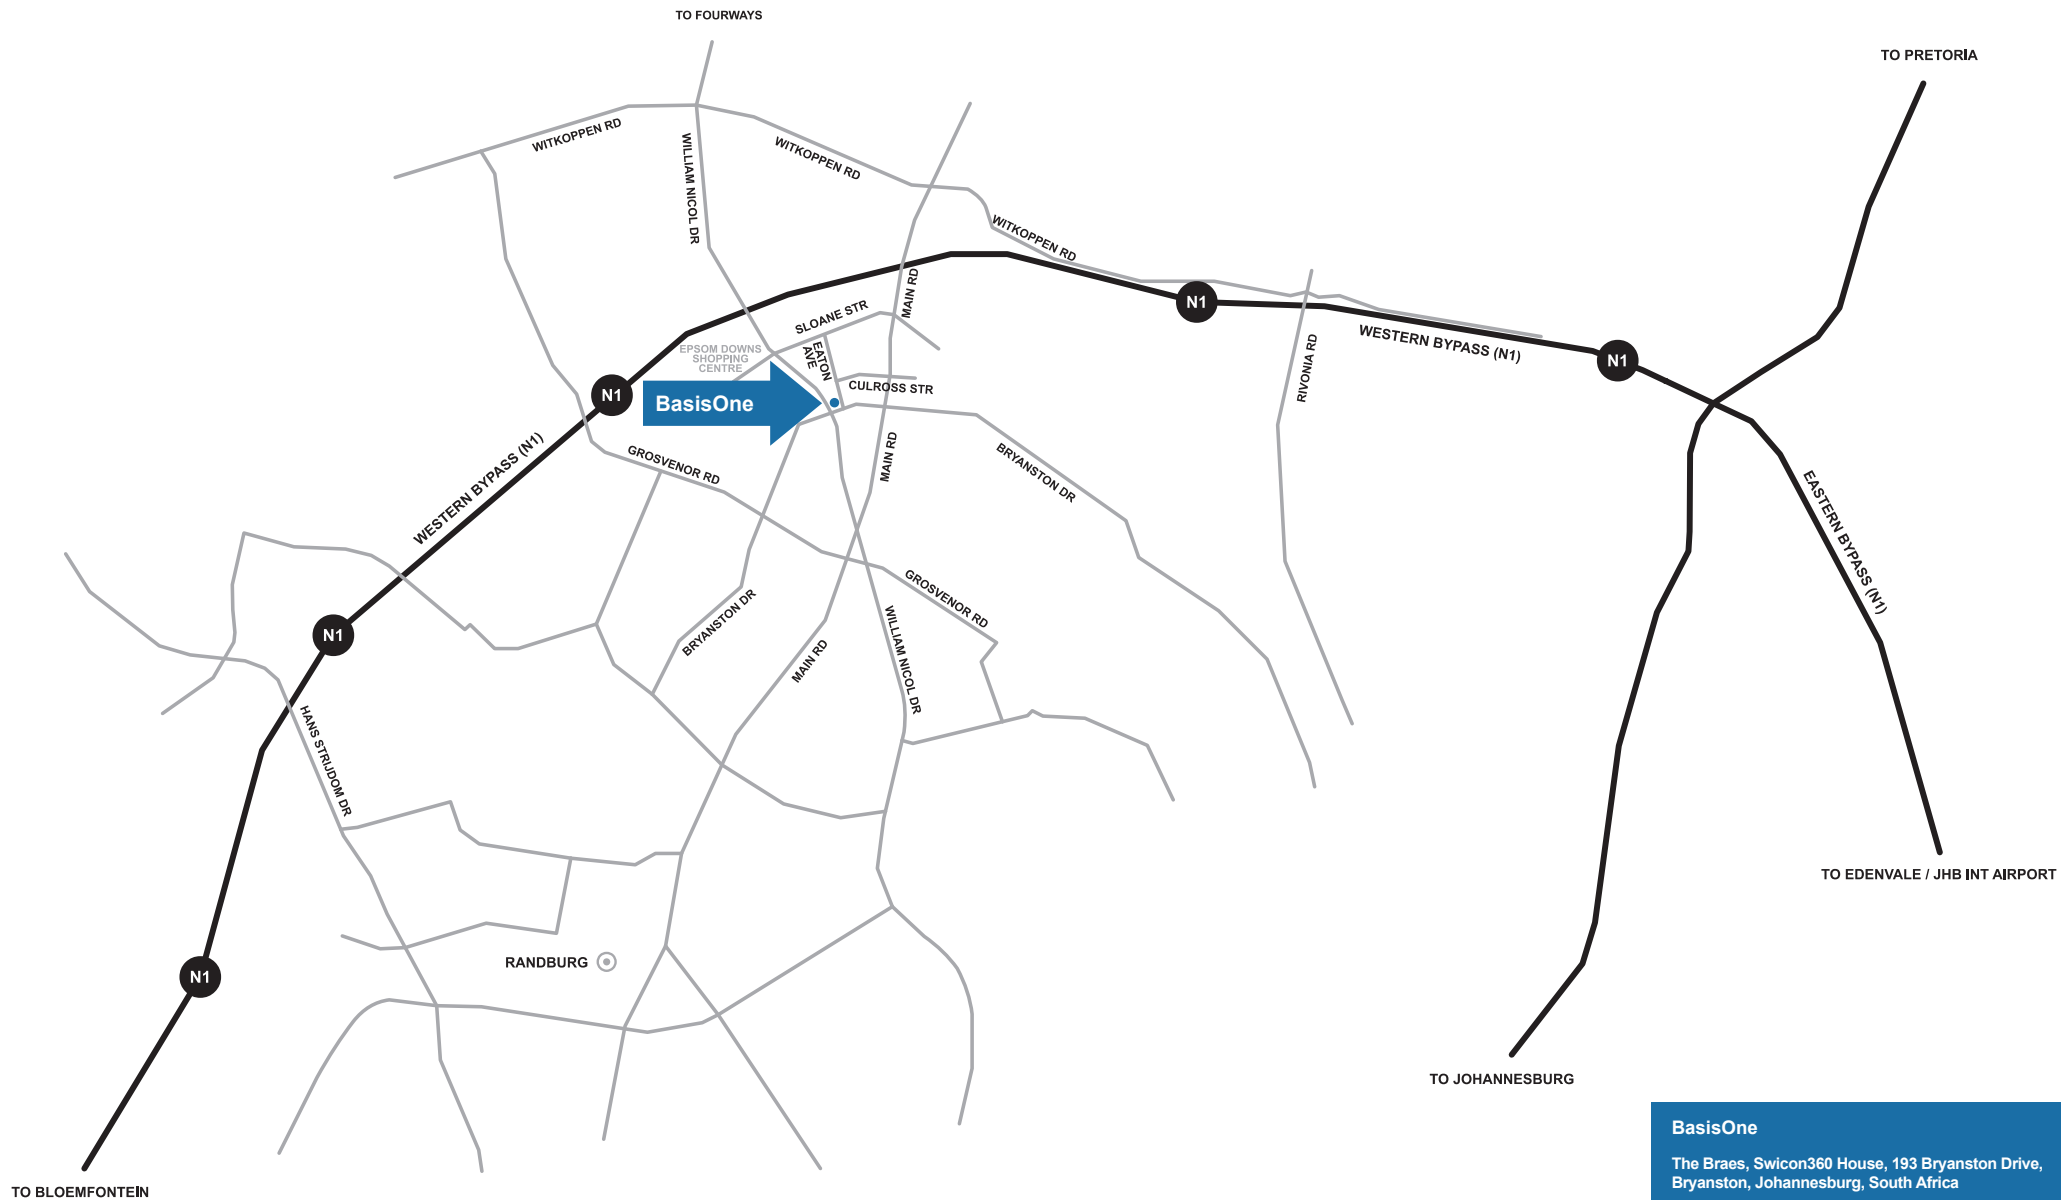 TO FOURWAYS
TO PRETORIA
WITKOPPEN RD
WILLIAM NICOL DR
WITKOPPEN RD
WITKOPPEN RD
MAIN RD
N1
SLOANE STR
WESTERN BYPASS (N1)
RIVONIA RD
N1
EPSOM DOWNS
SHOPPING
CENTRE
EATON
AVE
CULROSS STR
N1
BasisOne
WESTERN BYPASS (N1)
GROSVENOR RD
MAIN RD
BRYANSTON DR
EASTERN BYPASS (N1)
GROSVENOR RD
BRYANSTON DR
N1
MAIN RD
WILLIAM NICOL DR
HANS STRIJDOM DR
TO EDENVALE / JHB INT AIRPORT
RANDBURG
N1
TO JOHANNESBURG
TO BLOEMFONTEIN
BasisOne
The Braes, Swicon360 House, 193 Bryanston Drive,
Bryanston, Johannesburg, South Africa